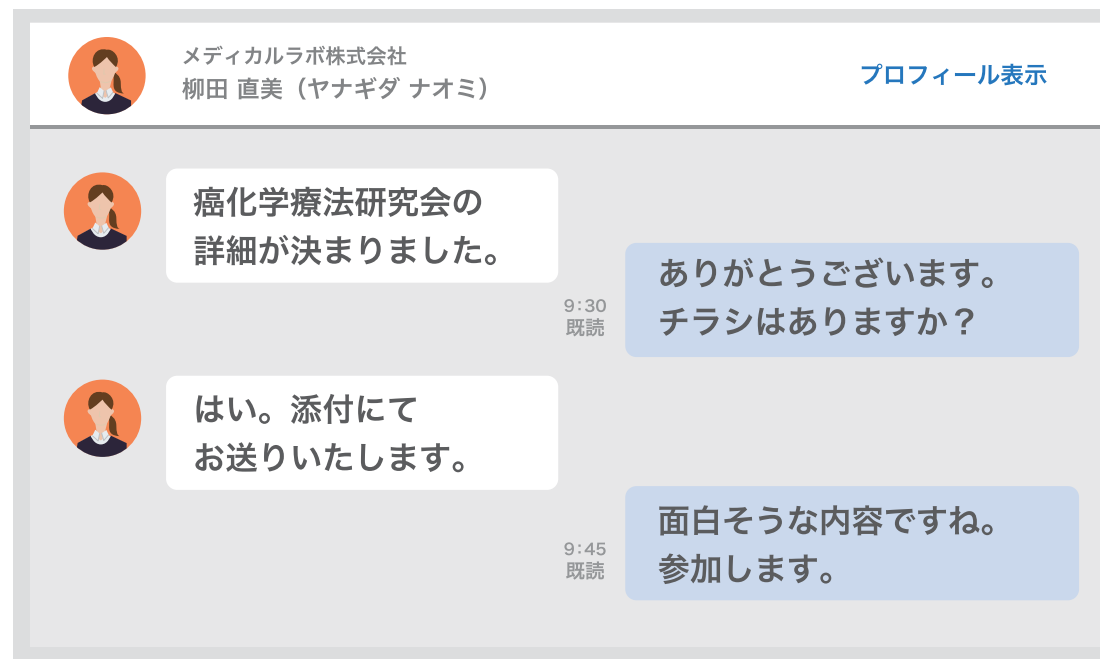 メディカルラボ株式会社
柳田 直美（ヤナギダ ナオミ）
プロフィール表示
癌化学療法研究会の
詳細が決まりました。
ありがとうございます。
チラシはありますか？
9:30
既読
はい。添付にて
お送りいたします。
面白そうな内容ですね。
参加します。
9:45
既読